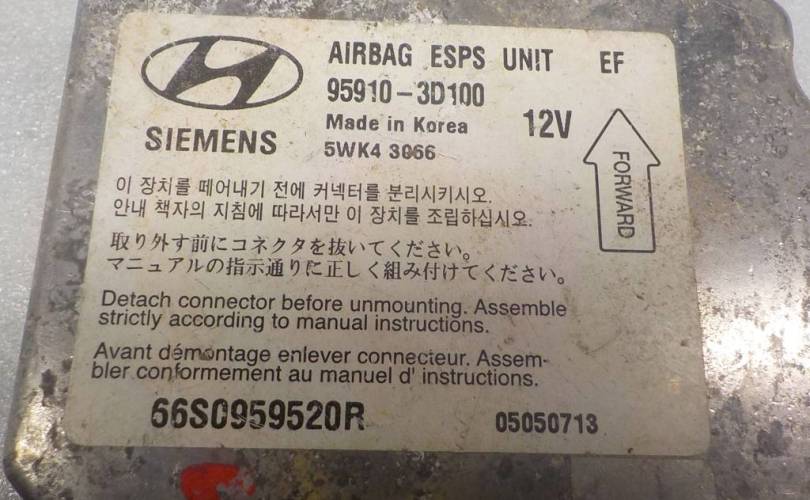 AIRBAG ESPS UNIT EF
95910-3D100
Made in Korea 12V
SIEMENS 5WK4 3066
FORWARD
이 장치를 떼어내기 전에 커넥터를 분리시키시오.
안내 책자의 지침에 따라서만 이 장치를 조립하십시오.
取り外す前にコネクタを抜いてください。
マニュアルの指示通りに正しく組み付けてください。
Detach connector before unmounting. Assemble
strictly according to manual instructions.
Avant démontage enlever connecteur. Assem-
bler conformement au manuel d' instructions.
66S0959520R 05050713